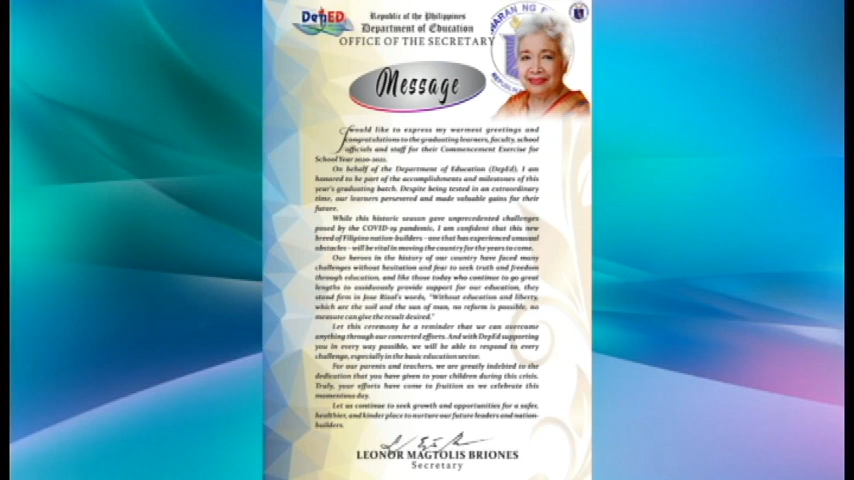 DepED
Republic of the Philippines
Department of Education
OFFICE OF THE SECRETARY
Message
I would like to express my warmest greetings and
congratulations to the graduating learners, faculty, school
officials and staff for their Commencement Exercise for
School Year 2020-2021.
On behalf of the Department of Education (DepEd), I am
honored to be part of the accomplishments and milestones of this
year's graduating batch. Despite being tested in an extraordinary
time, our learners persevered and made valuable gains for their
future.
While this historic season gave unprecedented challenges
posed by the COVID-19 pandemic, I am confident that this new
breed of Filipino nation-builders - one that has experienced unusual
obstacles - will be vital in moving the country for the years to come.
Our heroes in the history of our country have faced many
challenges without hesitation and fear to seek truth and freedom
through education, and like those today who continue to go great
lengths to assiduously provide support for our education, they
stand firm in Jose Rizal's words, "Without education and liberty,
which are the soil and the sun of man, no reform is possible, no
measure can give the result desired."
Let this ceremony be a reminder that we can overcome
anything through our concerted efforts. And with DepEd supporting
you in every way possible, we will be able to respond to every
challenge, especially in the basic education sector.
For our parents and teachers, we are greatly indebted to the
dedication that you have given to your children during this crisis.
Truly, your efforts have come to fruition as we celebrate this
momentous day.
Let us continue to seek growth and opportunities for a safer,
healthier, and kinder place to nurture our future leaders and nation-
builders.
LEONOR MAGTOLIS BRIONES
Secretary